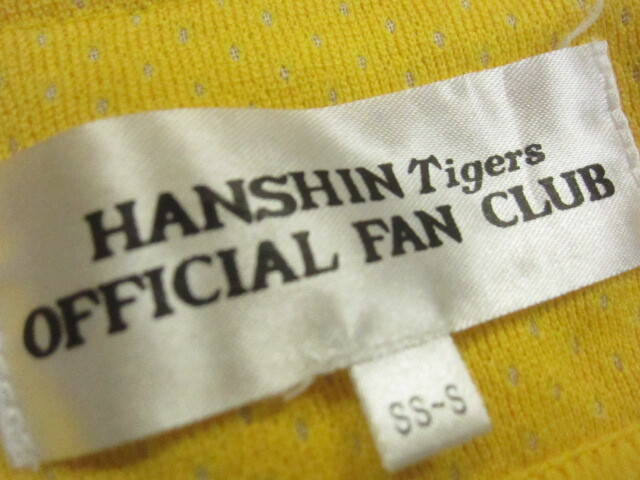 HANSHIN Tigers
OFFICIAL FAN CLUB
SS-S